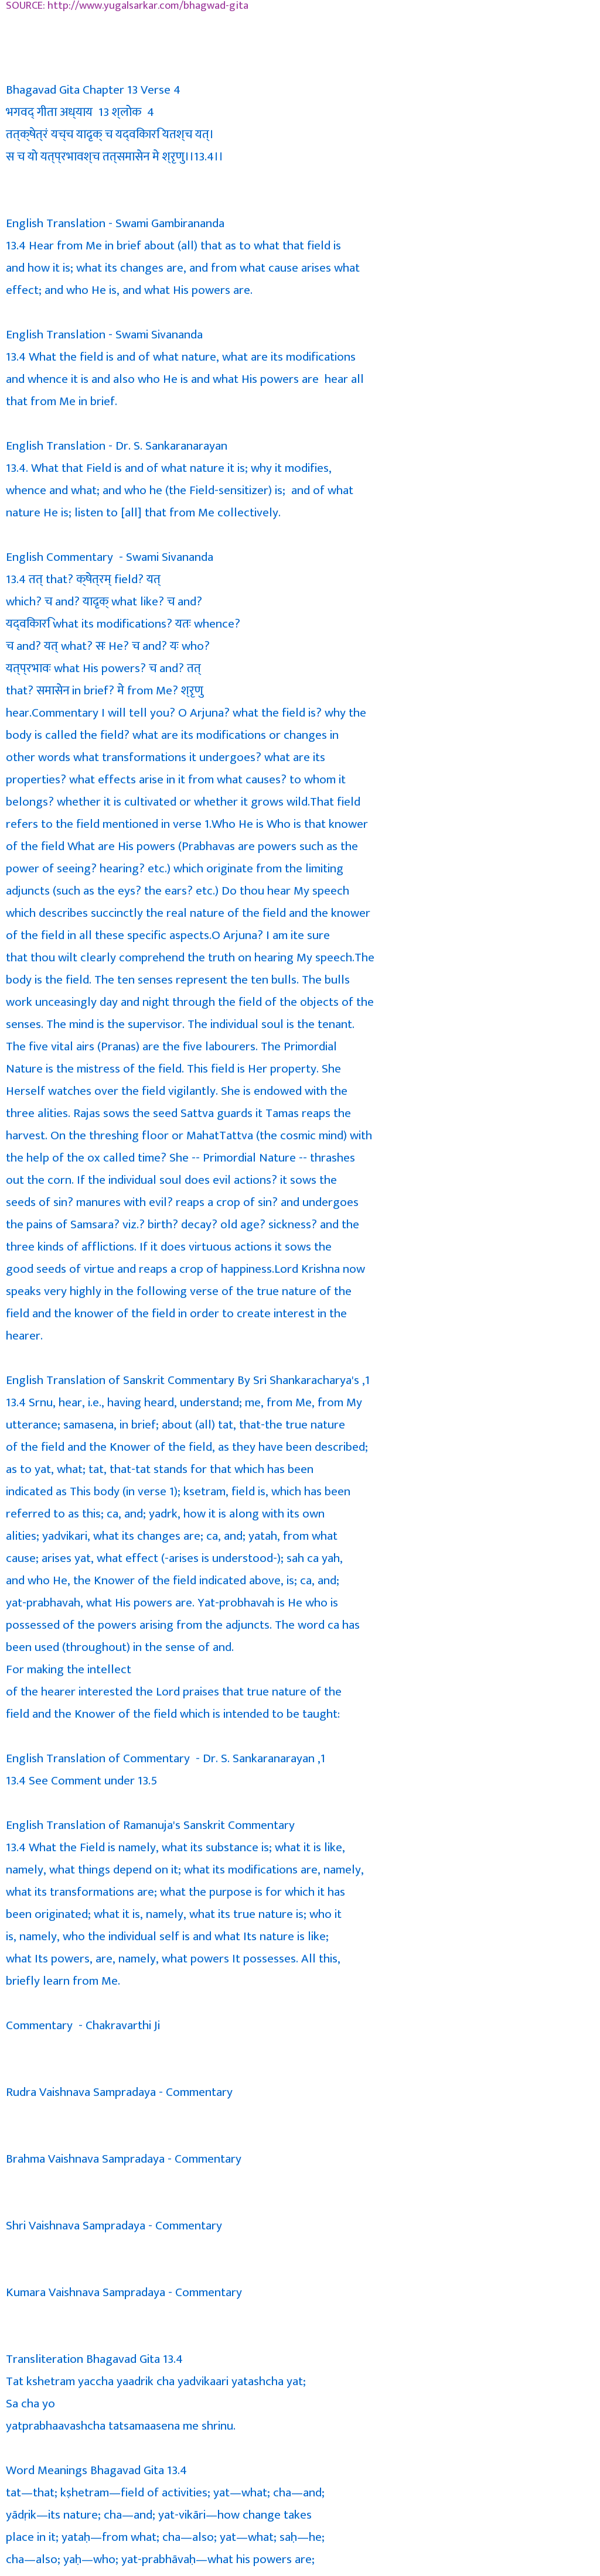 SOURCE: http://www.yugalsarkar.com/bhagwad-gita
Bhagavad Gita Chapter 13 Verse 4
भगवद् गीता अध्याय  13 श्लोक  4
तत्क्षेत्रं यच्च यादृक् च यद्विकारि यतश्च यत्।
स च यो यत्प्रभावश्च तत्समासेन मे श्रृणु।।13.4।।
English Translation - Swami Gambirananda
13.4 Hear from Me in brief about (all) that as to what that field is
and how it is; what its changes are, and from what cause arises what
effect; and who He is, and what His powers are.
English Translation - Swami Sivananda
13.4 What the field is and of what nature, what are its modifications
and whence it is and also who He is and what His powers are  hear all
that from Me in brief.
English Translation - Dr. S. Sankaranarayan
13.4. What that Field is and of what nature it is; why it modifies,
whence and what; and who he (the Field-sensitizer) is;  and of what
nature He is; listen to [all] that from Me collectively.
English Commentary  - Swami Sivananda
13.4 तत् that? क्षेत्रम् field? यत्
which? च and? यादृक् what like? च and?
यद्विकारि what its modifications? यतः whence?
च and? यत् what? सः He? च and? यः who?
यत्प्रभावः what His powers? च and? तत्
that? समासेन in brief? मे from Me? श्रृणु
hear.Commentary I will tell you? O Arjuna? what the field is? why the
body is called the field? what are its modifications or changes in
other words what transformations it undergoes? what are its
properties? what effects arise in it from what causes? to whom it
belongs? whether it is cultivated or whether it grows wild.That field
refers to the field mentioned in verse 1.Who He is Who is that knower
of the field What are His powers (Prabhavas are powers such as the
power of seeing? hearing? etc.) which originate from the limiting
adjuncts (such as the eys? the ears? etc.) Do thou hear My speech
which describes succinctly the real nature of the field and the knower
of the field in all these specific aspects.O Arjuna? I am ite sure
that thou wilt clearly comprehend the truth on hearing My speech.The
body is the field. The ten senses represent the ten bulls. The bulls
work unceasingly day and night through the field of the objects of the
senses. The mind is the supervisor. The individual soul is the tenant.
The five vital airs (Pranas) are the five labourers. The Primordial
Nature is the mistress of the field. This field is Her property. She
Herself watches over the field vigilantly. She is endowed with the
three alities. Rajas sows the seed Sattva guards it Tamas reaps the
harvest. On the threshing floor or MahatTattva (the cosmic mind) with
the help of the ox called time? She -- Primordial Nature -- thrashes
out the corn. If the individual soul does evil actions? it sows the
seeds of sin? manures with evil? reaps a crop of sin? and undergoes
the pains of Samsara? viz.? birth? decay? old age? sickness? and the
three kinds of afflictions. If it does virtuous actions it sows the
good seeds of virtue and reaps a crop of happiness.Lord Krishna now
speaks very highly in the following verse of the true nature of the
field and the knower of the field in order to create interest in the
hearer.
English Translation of Sanskrit Commentary By Sri Shankaracharya's ,1
13.4 Srnu, hear, i.e., having heard, understand; me, from Me, from My
utterance; samasena, in brief; about (all) tat, that-the true nature
of the field and the Knower of the field, as they have been described;
as to yat, what; tat, that-tat stands for that which has been
indicated as This body (in verse 1); ksetram, field is, which has been
referred to as this; ca, and; yadrk, how it is along with its own
alities; yadvikari, what its changes are; ca, and; yatah, from what
cause; arises yat, what effect (-arises is understood-); sah ca yah,
and who He, the Knower of the field indicated above, is; ca, and;
yat-prabhavah, what His powers are. Yat-probhavah is He who is
possessed of the powers arising from the adjuncts. The word ca has
been used (throughout) in the sense of and.
For making the intellect
of the hearer interested the Lord praises that true nature of the
field and the Knower of the field which is intended to be taught:
English Translation of Commentary  - Dr. S. Sankaranarayan ,1
13.4 See Comment under 13.5
English Translation of Ramanuja's Sanskrit Commentary
13.4 What the Field is namely, what its substance is; what it is like,
namely, what things depend on it; what its modifications are, namely,
what its transformations are; what the purpose is for which it has
been originated; what it is, namely, what its true nature is; who it
is, namely, who the individual self is and what Its nature is like;
what Its powers, are, namely, what powers It possesses. All this,
briefly learn from Me.
Commentary  - Chakravarthi Ji
Rudra Vaishnava Sampradaya - Commentary
Brahma Vaishnava Sampradaya - Commentary
Shri Vaishnava Sampradaya - Commentary
Kumara Vaishnava Sampradaya - Commentary
Transliteration Bhagavad Gita 13.4
Tat kshetram yaccha yaadrik cha yadvikaari yatashcha yat;
Sa cha yo
yatprabhaavashcha tatsamaasena me shrinu.
Word Meanings Bhagavad Gita 13.4
tat—that; kṣhetram—field of activities; yat—what; cha—and;
yādṛik—its nature; cha—and; yat-vikāri—how change takes
place in it; yataḥ—from what; cha—also; yat—what; saḥ—he;
cha—also; yaḥ—who; yat-prabhāvaḥ—what his powers are;